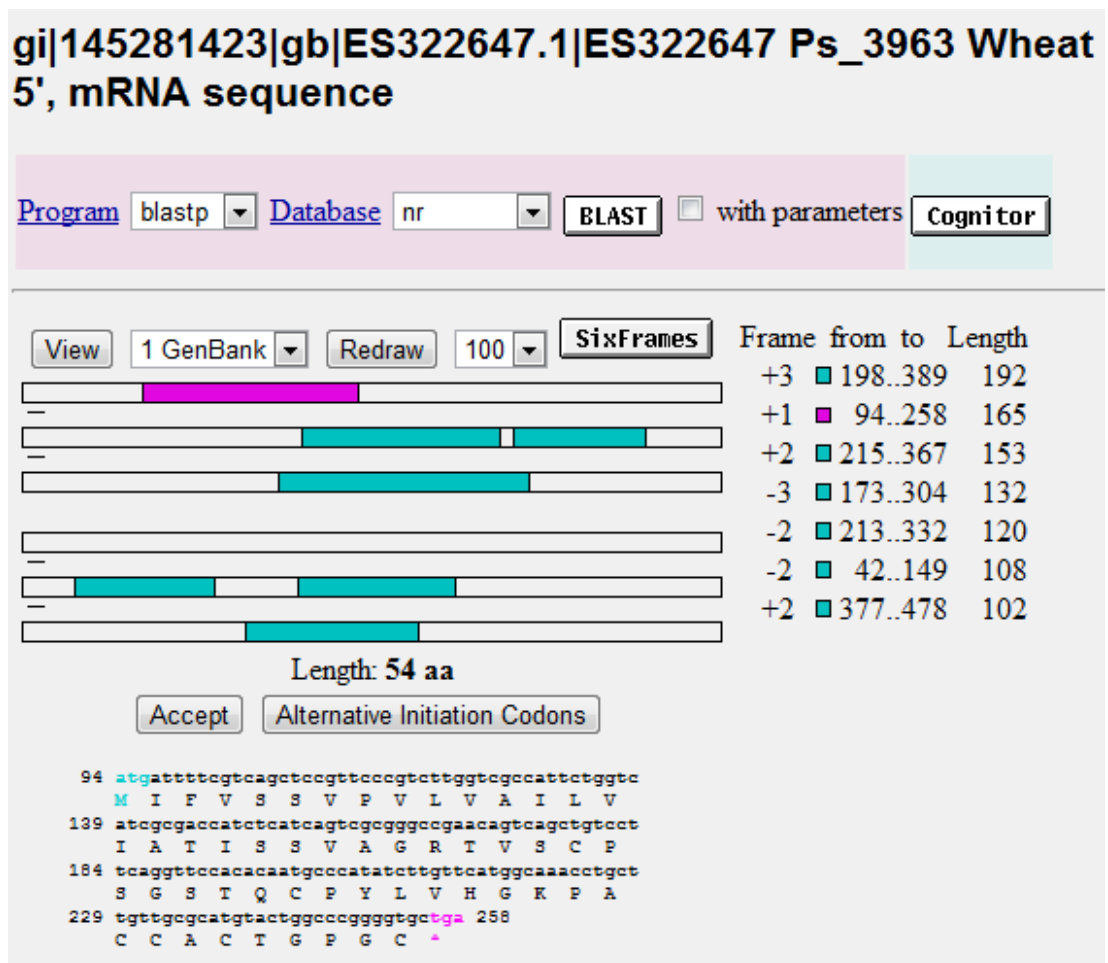 gi|145281423|gb|ES322647.1|ES322647 Ps_3963 Wheat
5', mRNA sequence
Program blastp Database nr BLAST with parameters Cognitor
View 1 GenBank Redraw 100 SixFrames
Frame from to Length
+3 198..389 192
+1 94..258 165
+2 215..367 153
-3 173..304 132
-2 213..332 120
-2 42..149 108
+2 377..478 102
Length: 54 aa
Accept Alternative Initiation Codons
94 atgattttcgtcagctccgttcccgtcttggtcgccattctggtc
M I F V S S V P V L V A I L V
139 atcgcgaccatctcatcagtcgcgggccgaacagtcagctgtcct
I A T I S S V A G R T V S C P
184 tcaggttccacacaatgcccatatcttgttcatggcaaacctgct
S G S T Q C P Y L V H G K P A
229 tgttgcgcatgtactggcccggggtgctga 258
C C A C T G P G C *